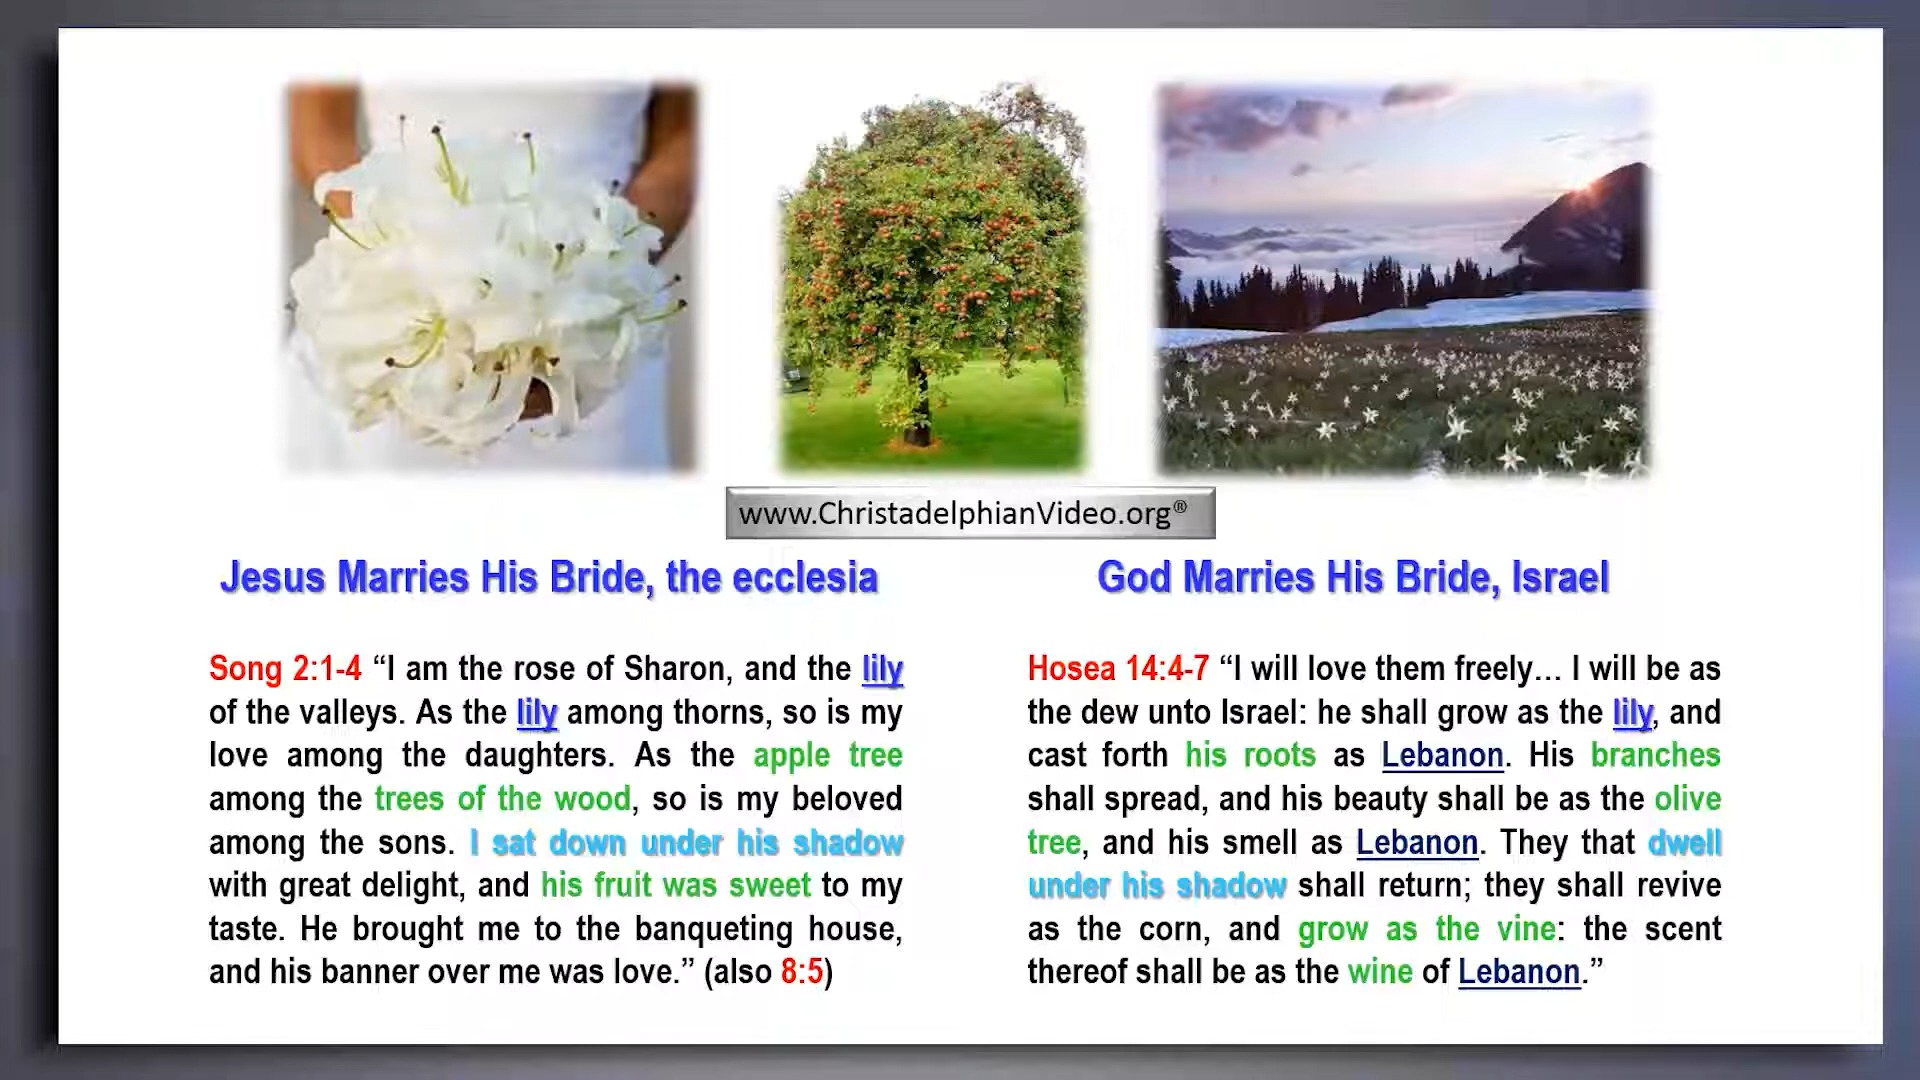 www.ChristadelphianVideo.org®
Jesus Marries His Bride, the ecclesia
Song 2:1-4 “I am the rose of Sharon, and the lily
of the valleys. As the lily among thorns, so is my
love among the daughters. As the apple tree
among the trees of the wood, so is my beloved
among the sons. I sat down under his shadow
with great delight, and his fruit was sweet to my
taste. He brought me to the banqueting house,
and his banner over me was love.” (also 8:5)
God Marries His Bride, Israel
Hosea 14:4-7 “I will love them freely… I will be as
the dew unto Israel: he shall grow as the lily, and
cast forth his roots as Lebanon. His branches
shall spread, and his beauty shall be as the olive
tree, and his smell as Lebanon. They that dwell
under his shadow shall return; they shall revive
as the corn, and grow as the vine: the scent
thereof shall be as the wine of Lebanon.”